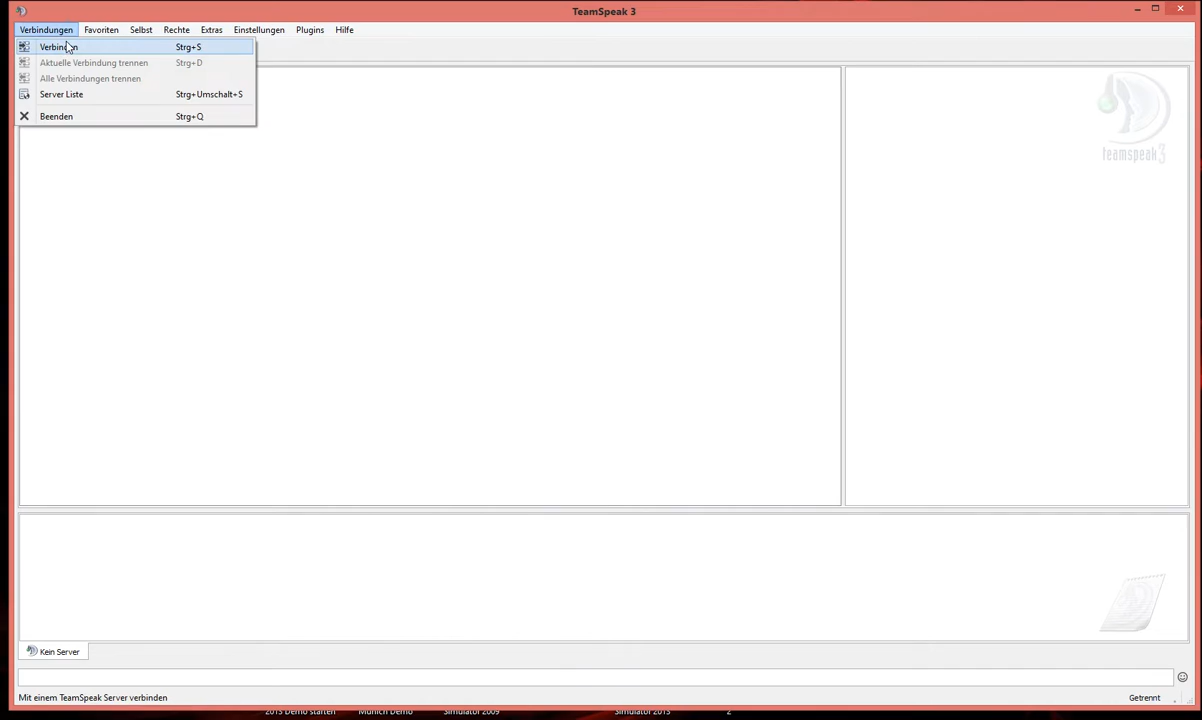 TeamSpeak 3
Verbindungen Favoriten Selbst Rechte Extras Einstellungen Plugins Hilfe
Verbinden Strg+S
Aktuelle Verbindung trennen Strg+D
Alle Verbindungen trennen
Server Liste Strg+Umschalt+S
Beenden Strg+Q
teamspeak 3
Kein Server
Mit einem TeamSpeak Server verbinden Getrennt
2013 Demo starten Munich Demo Simulator 2009 Simulator 2013 2